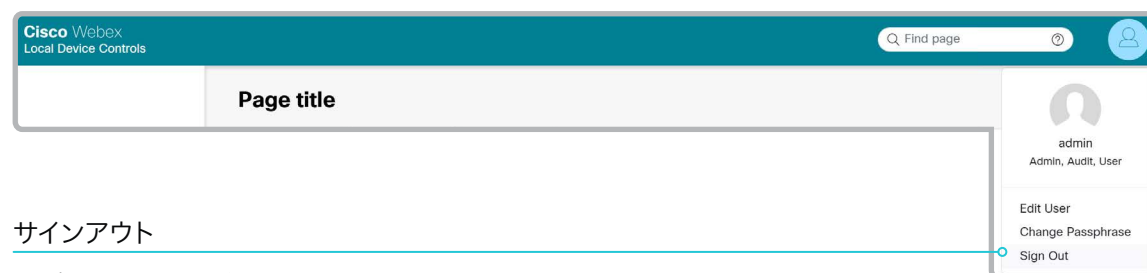 Cisco Webex
Local Device Controls
Find page
Page title
admin
Admin, Audit, User
Edit User
Change Passphrase
サインアウト
Sign Out